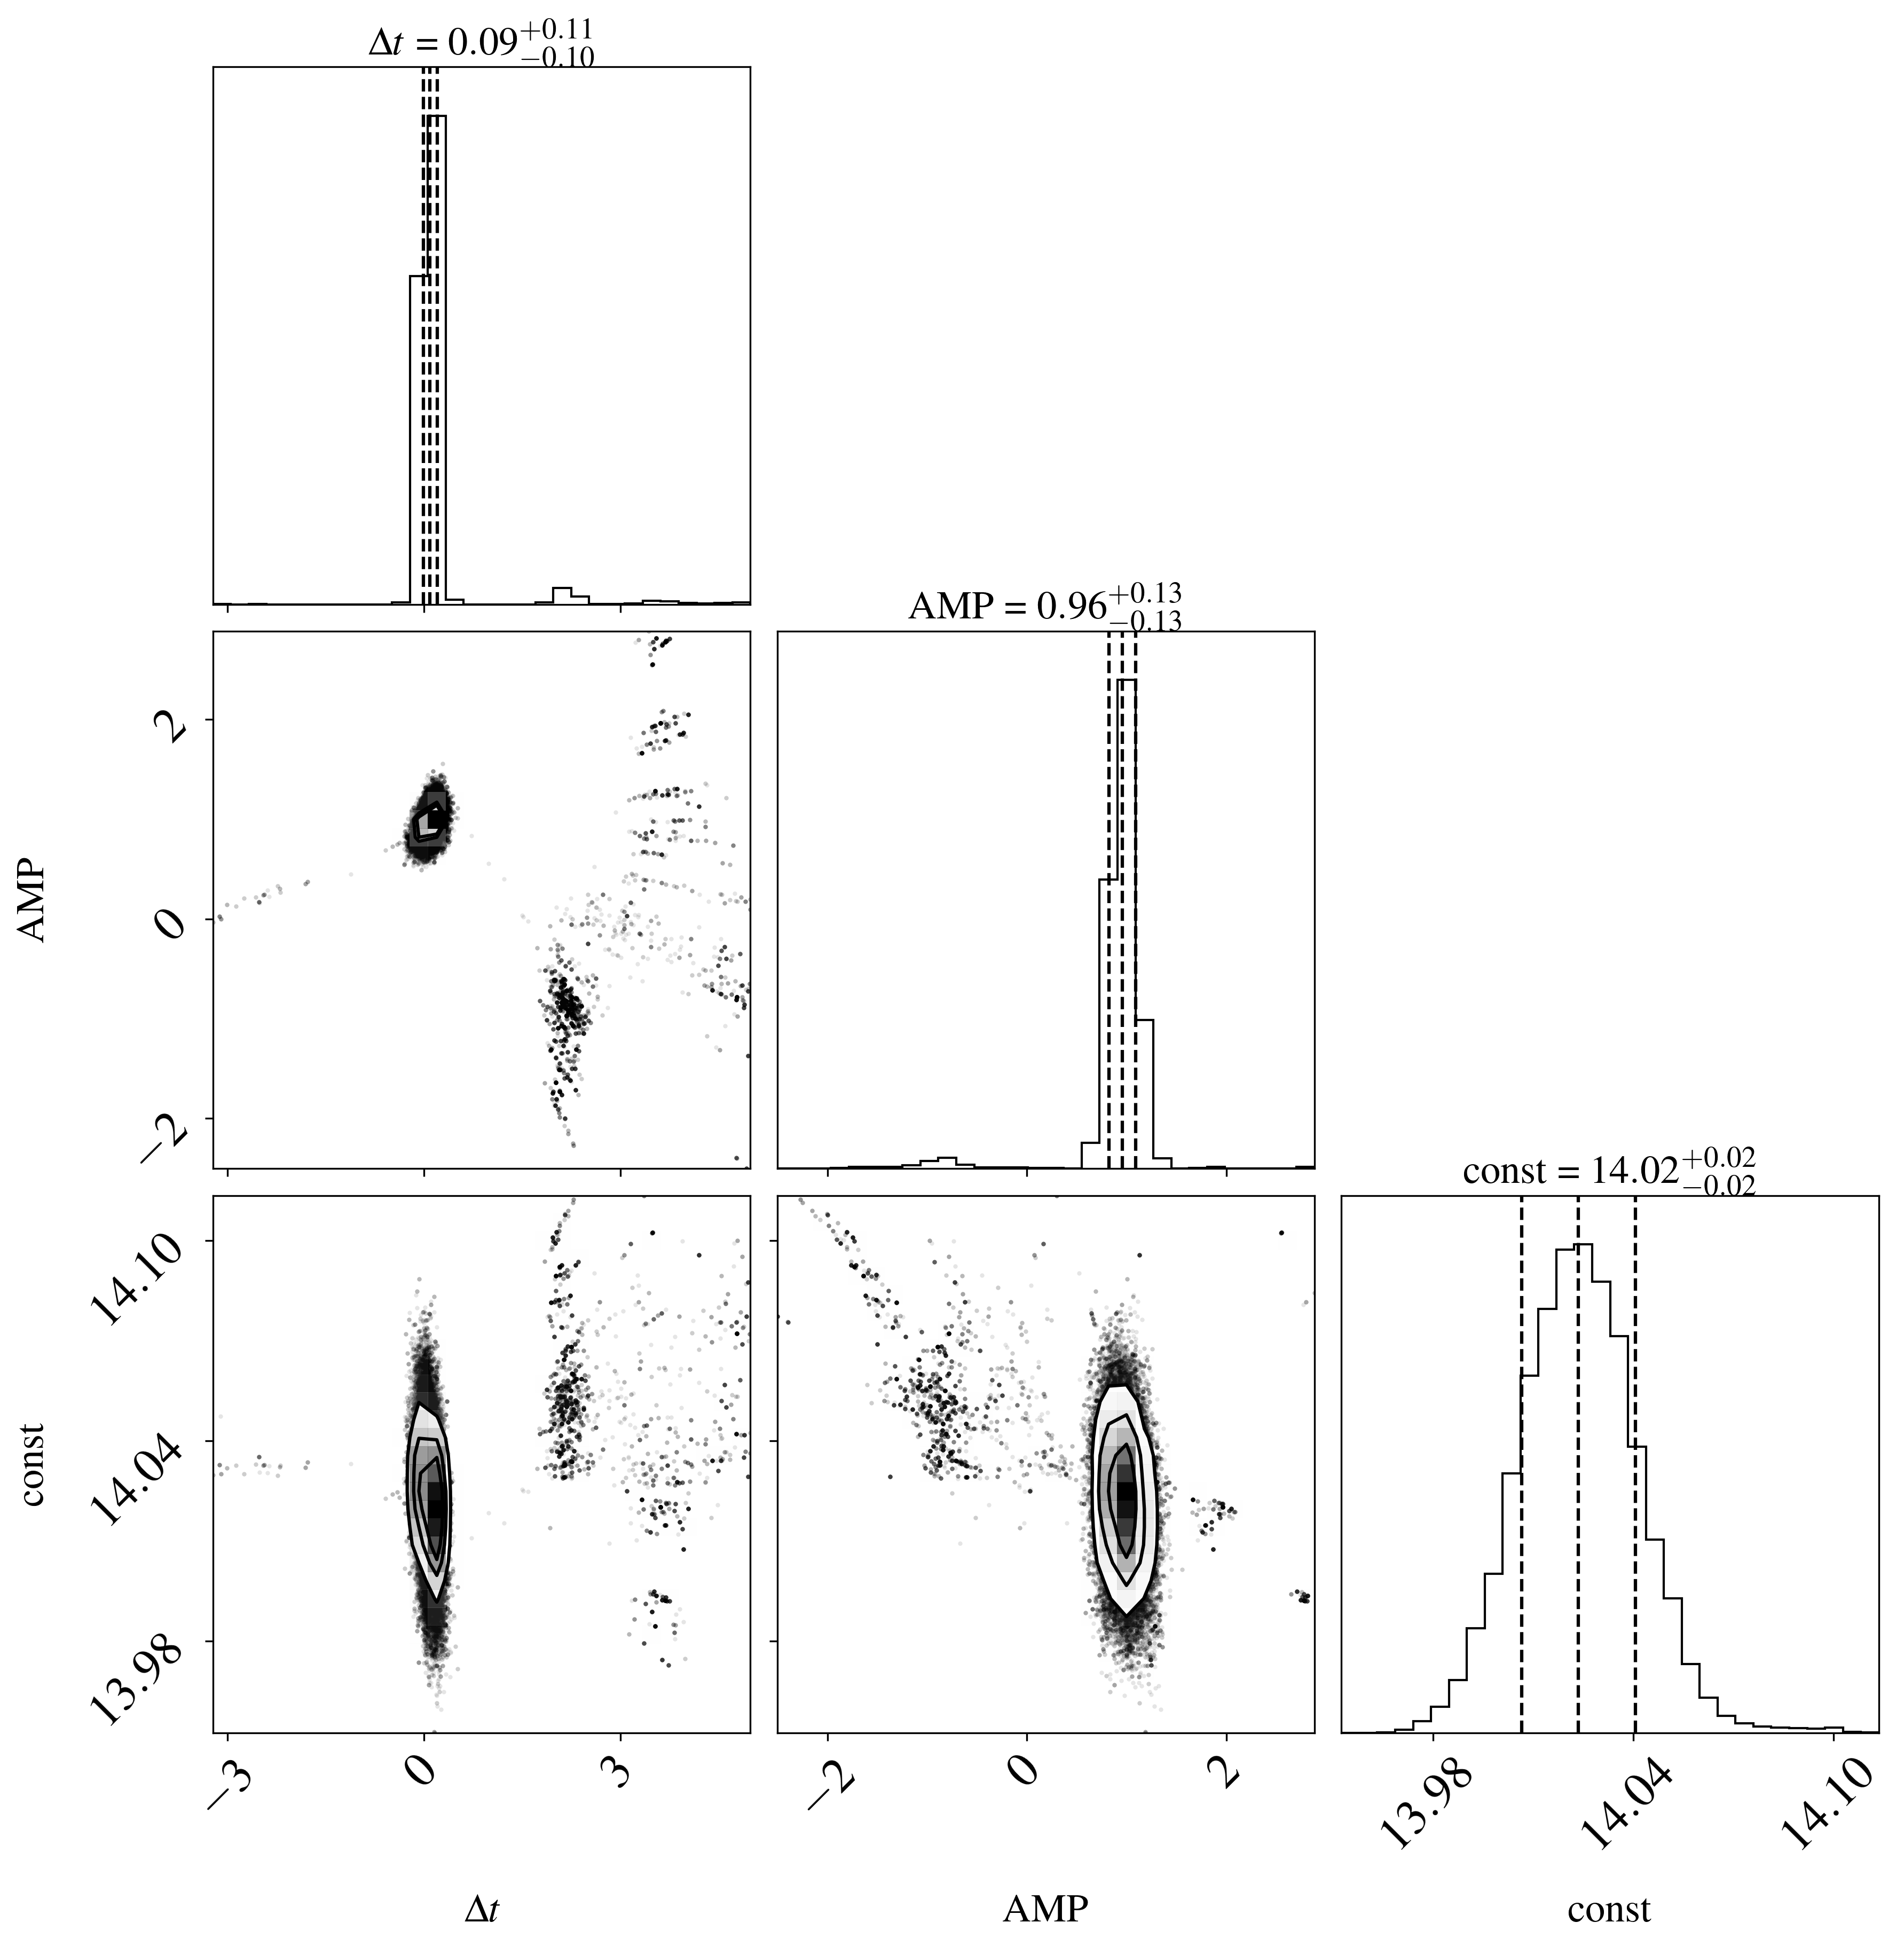 Δt = 0.09+0.11−0.10
AMP = 0.96+0.13−0.13
2
0
−2
AMP
const = 14.02+0.02−0.02
14.10
14.04
13.98
const
−3 0 3
−2 0 2
13.98 14.04 14.10
Δt AMP const